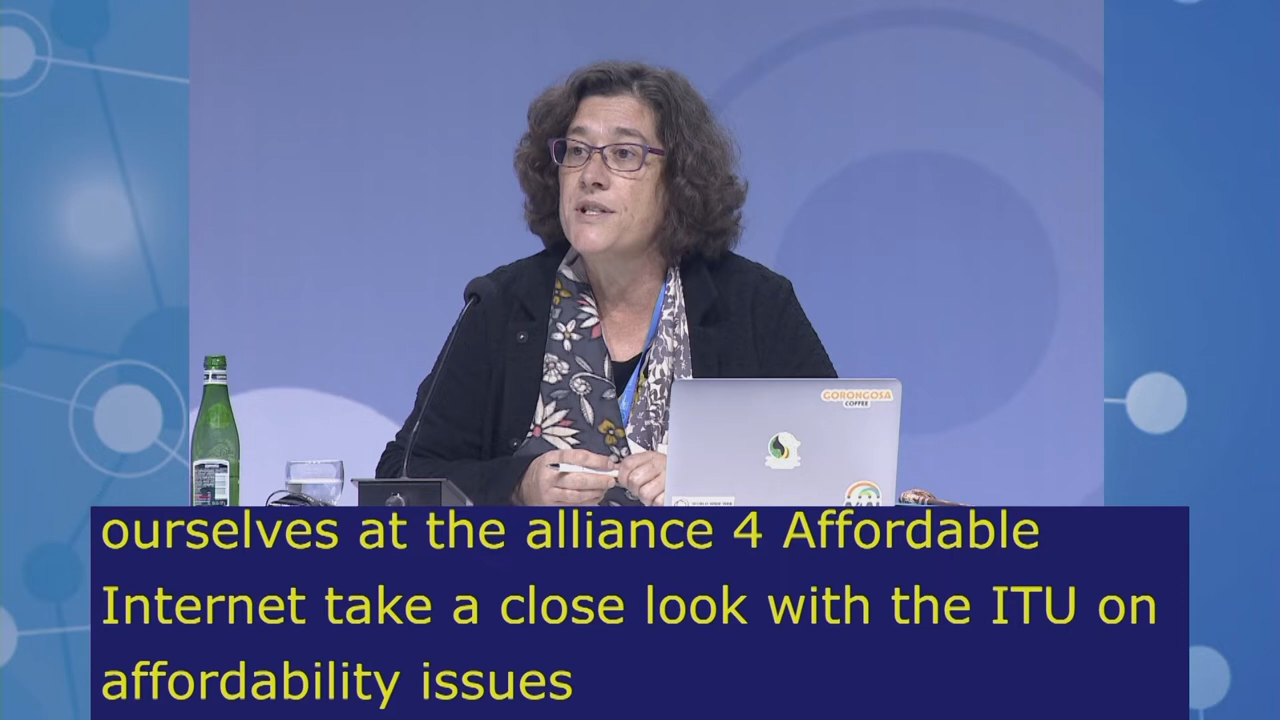 GORONGOSA
COFFEE
ourselves at the alliance 4 Affordable
Internet take a close look with the ITU on
affordability issues